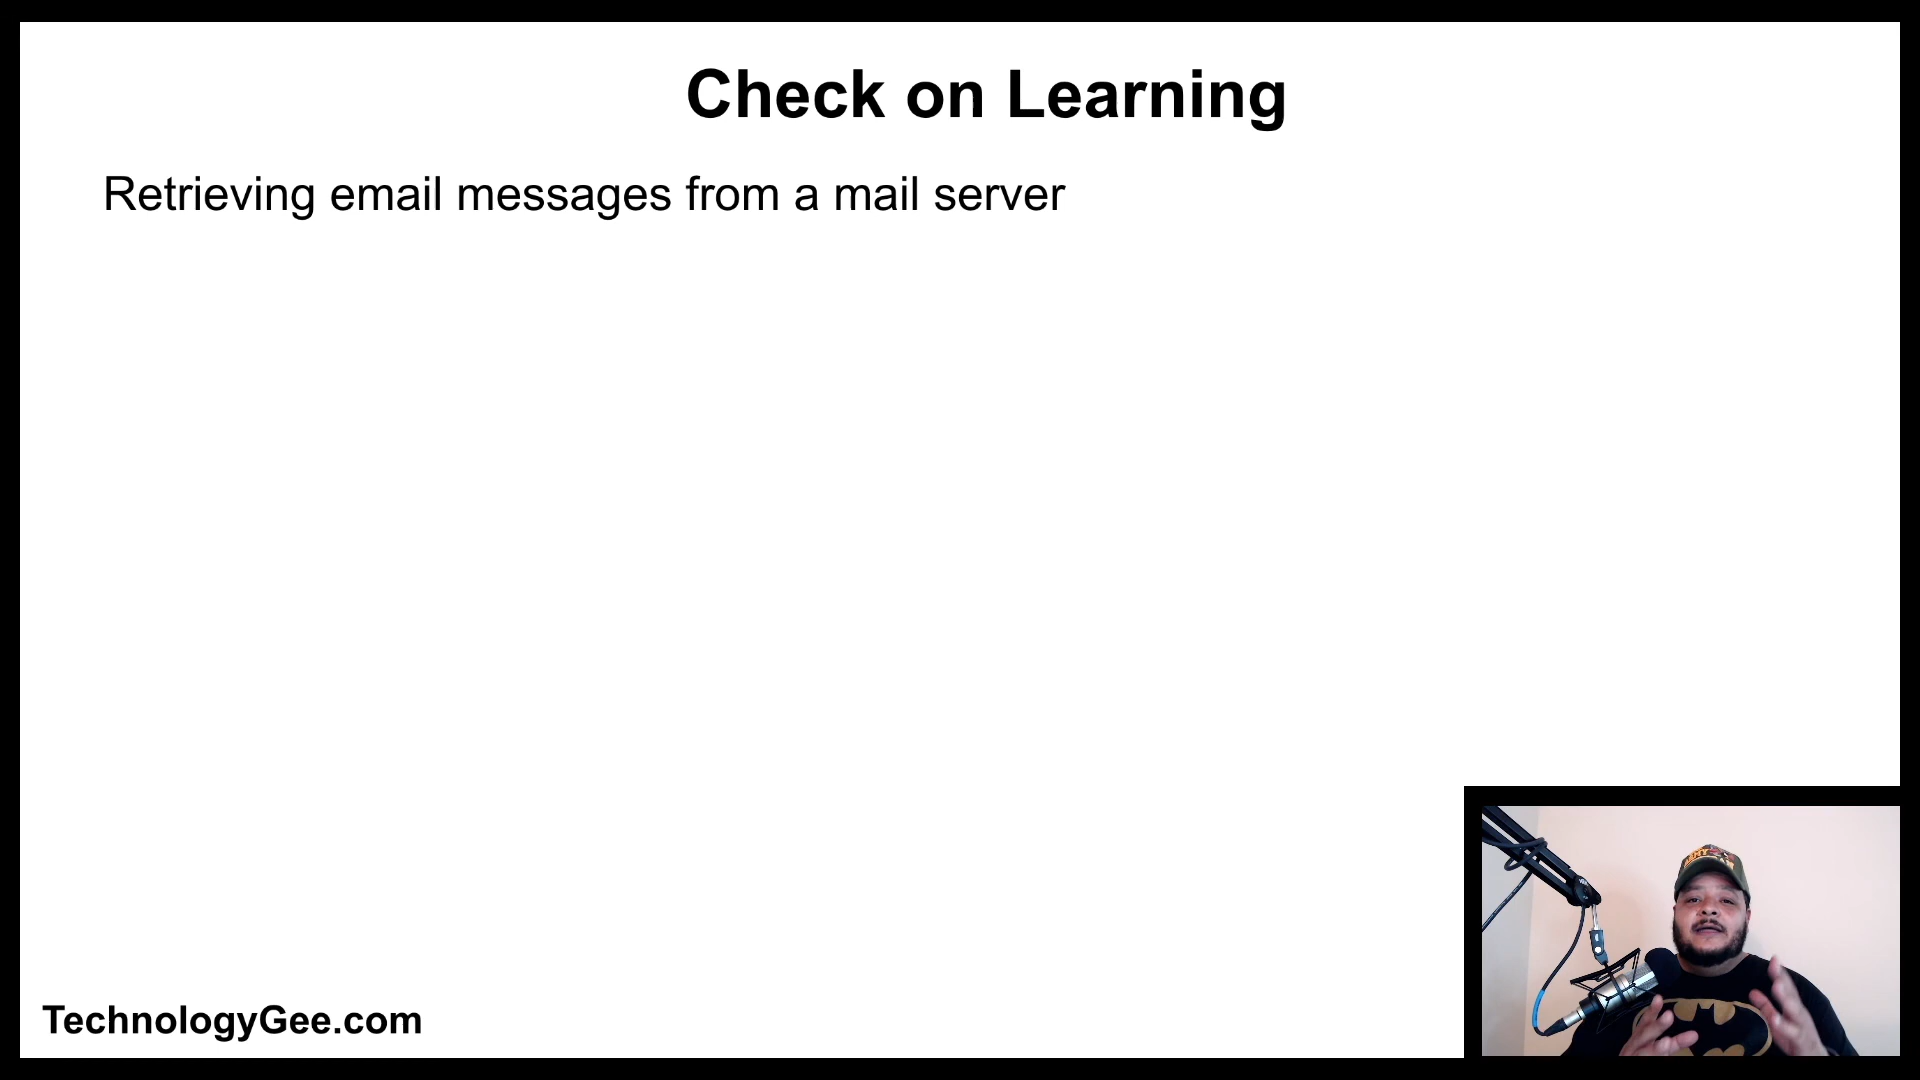 Check on Learning
Retrieving email messages from a mail server
TechnologyGee.com